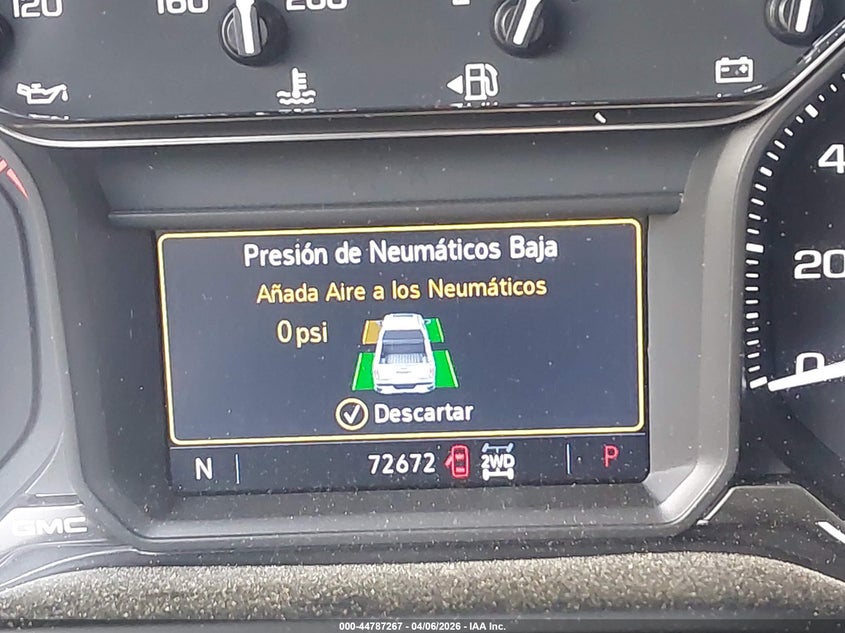 120 160 200
Presión de Neumáticos Baja
Añada Aire a los Neumáticos
0 psi
Descartar
N 72672 2WD P
GMC
4
20
0
000-44787267 - 04/06/2026 - IAA Inc.